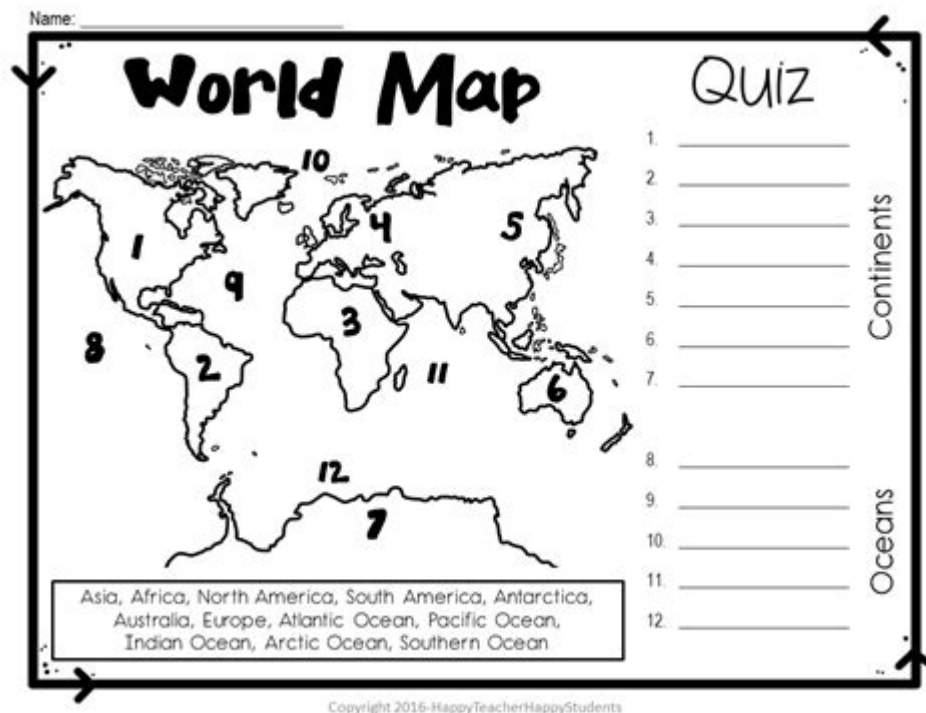 Name:
World Map
Quiz
10
4
5
1
9
3
8
2
11
6
12
7
1.
2.
3.
4.
5.
6.
7.
Continents
8.
9.
10.
11.
12.
Oceans
Asia, Africa, North America, South America, Antarctica,
Australia, Europe, Atlantic Ocean, Pacific Ocean,
Indian Ocean, Arctic Ocean, Southern Ocean
Copyright 2016-HappyTeacherHappyStudents